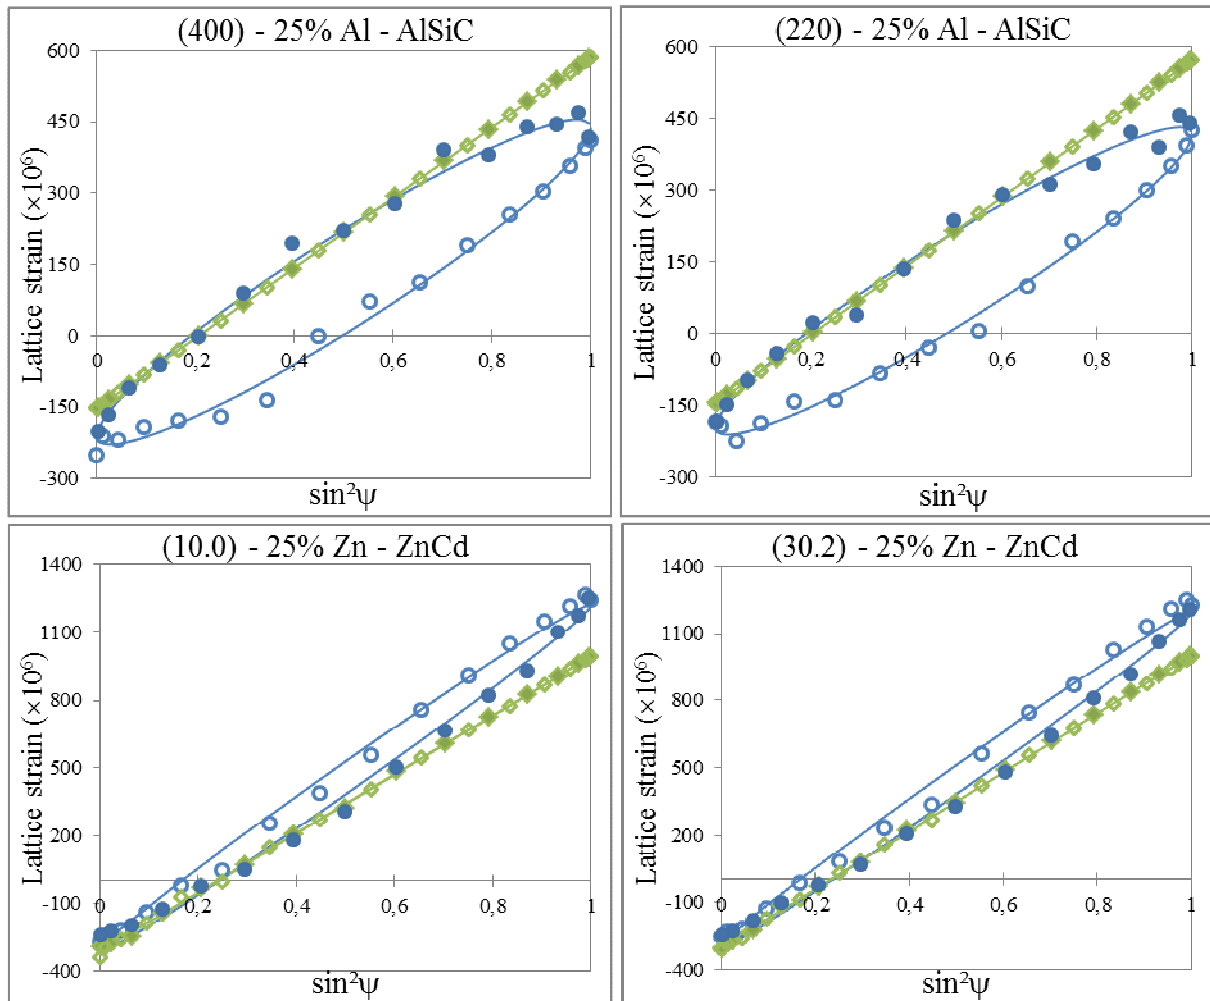 (400) - 25% Al - AlSiC
Lattice strain (×10⁶)
600
450
300
150
0
-150
-300
0 0,2 0,4 0,6 0,8 1
sin²ψ
(220) - 25% Al - AlSiC
Lattice strain (×10⁶)
600
450
300
150
0
-150
-300
0 0,2 0,4 0,6 0,8 1
sin²ψ
(10.0) - 25% Zn - ZnCd
Lattice strain (×10⁶)
1400
1100
800
500
200
-100
-400
0 0,2 0,4 0,6 0,8 1
sin²ψ
(30.2) - 25% Zn - ZnCd
Lattice strain (×10⁶)
1400
1100
800
500
200
-100
-400
0 0,2 0,4 0,6 0,8 1
sin²ψ